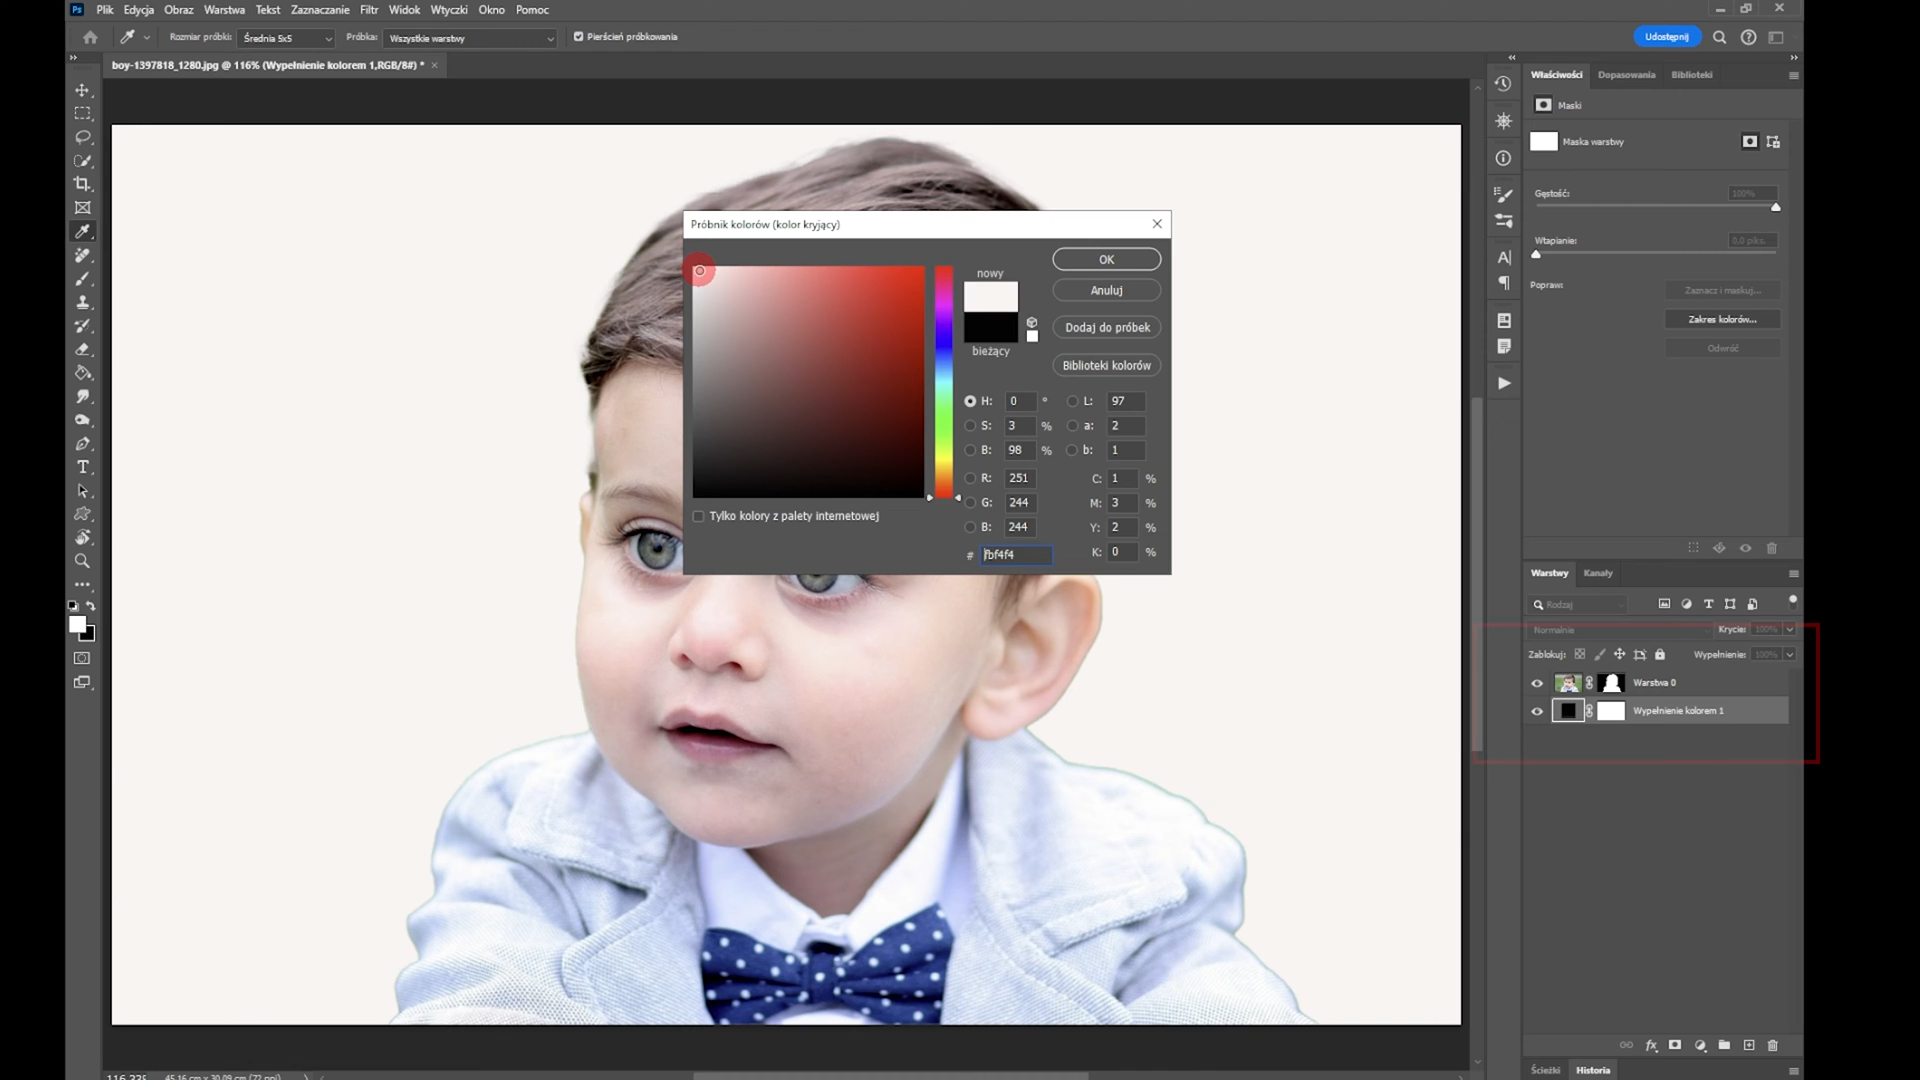 Ps Plik Edycja Obraz Warstwa Tekst Zaznaczanie Filtr Widok Wtyczki Okno Pomoc
Rozmiar próbki: Średnia 5x5 Próbka: Wszystkie warstwy Pierścień próbkowania Udostępnij
boy-1397818_1280.jpg @ 116% (Wypełnienie kolorem 1,RGB/8#) *
Właściwości Dopasowania Biblioteki
Maski
Maska warstwy
Gęstość: 100%
Wtapianie: 0,0 piks.
Popraw: Zaznacz i maskuj...
Zakres kolorów...
Odwróć
Próbnik kolorów (kolor kryjący)
OK
nowy
Anuluj
Dodaj do próbek
bieżący
Biblioteki kolorów
H: 0 ° L: 97
S: 3 % a: 2
B: 98 % b: 1
R: 251 C: 1 %
G: 244 M: 3 %
B: 244 Y: 2 %
# fbf4f4 K: 0 %
Tylko kolory z palety internetowej
Warstwy Kanały
Rodzaj
Normalnie Krycie: 100%
Zablokuj: Wypełnienie: 100%
Warstwa 0
Wypełnienie kolorem 1
Ścieżki Historia
116,33% 45,16 cm x 30,09 cm (72 ppi)